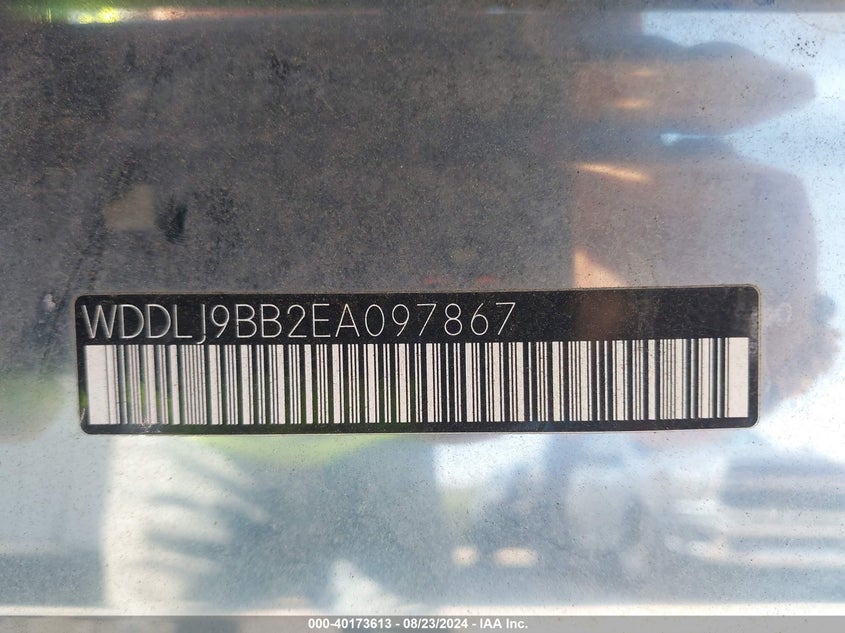 WDDLJ9BB2EA097867
000-40173613 - 08/23/2024 - IAA Inc.